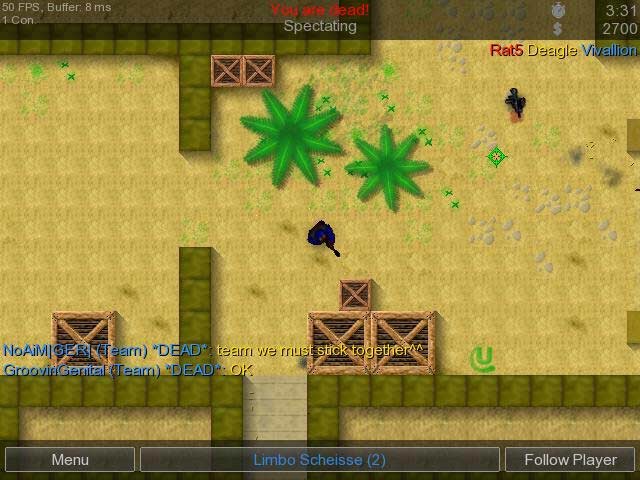 50 FPS, Buffer: 8 ms
1 Con.
You are dead!
Spectating
3:31
$ 2700
Rat5 Deagle Vivallion
NoAiM|GER| (Team) *DEAD*: team we must stick together^^
GroovinGenital (Team) *DEAD*: OK
Menu
Limbo Scheisse (2)
Follow Player